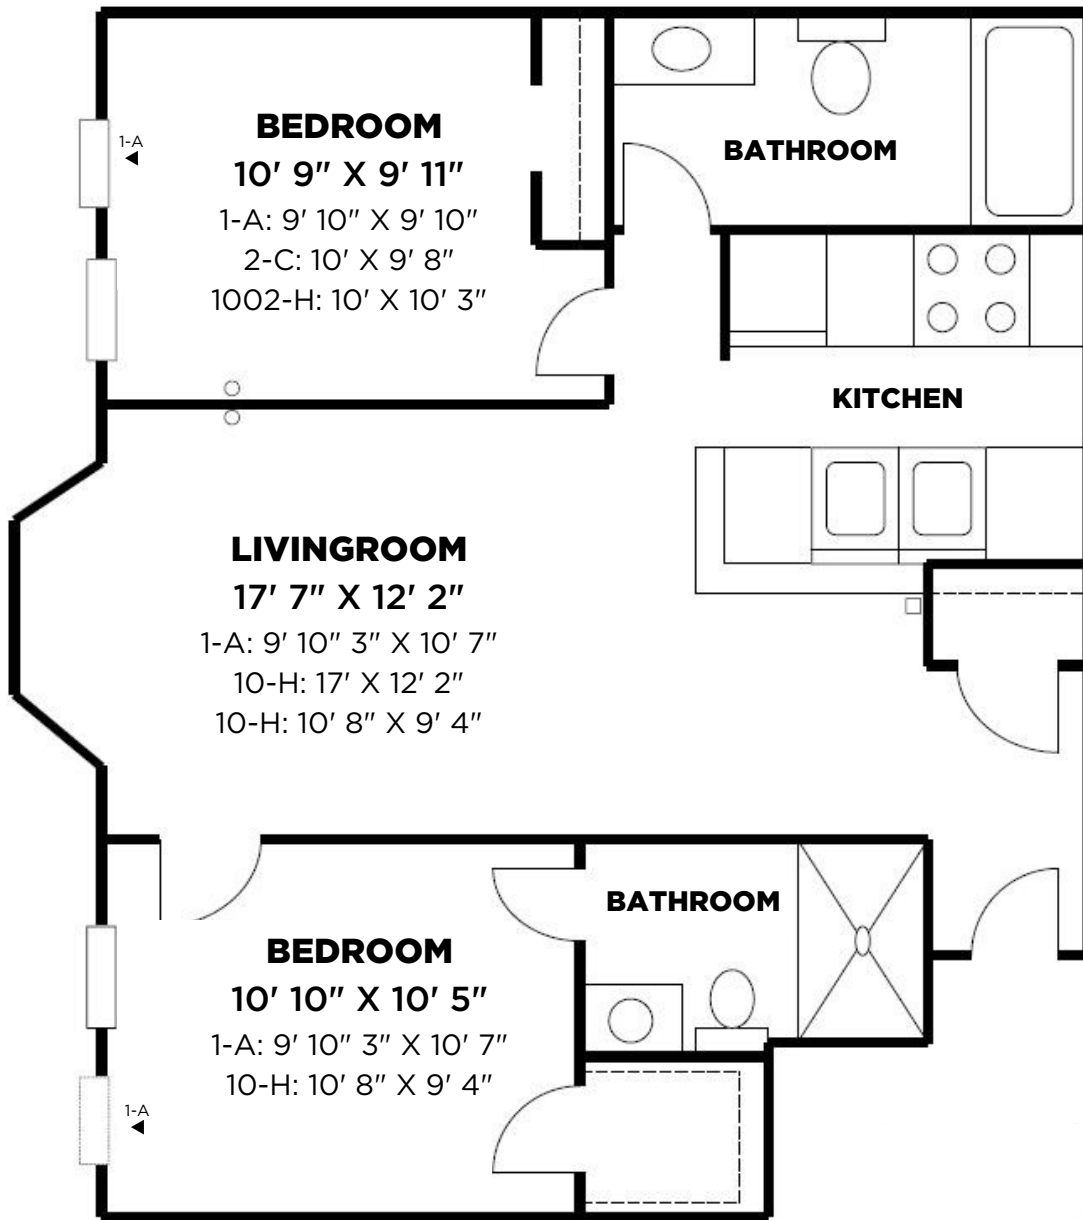 1-A
BEDROOM
10' 9" X 9' 11"
1-A: 9' 10" X 9' 10"
2-C: 10' X 9' 8"
1002-H: 10' X 10' 3"
BATHROOM
KITCHEN
LIVINGROOM
17' 7" X 12' 2"
1-A: 9' 10" 3" X 10' 7"
10-H: 17' X 12' 2"
10-H: 10' 8" X 9' 4"
BATHROOM
BEDROOM
10' 10" X 10' 5"
1-A: 9' 10" 3" X 10' 7"
10-H: 10' 8" X 9' 4"
1-A